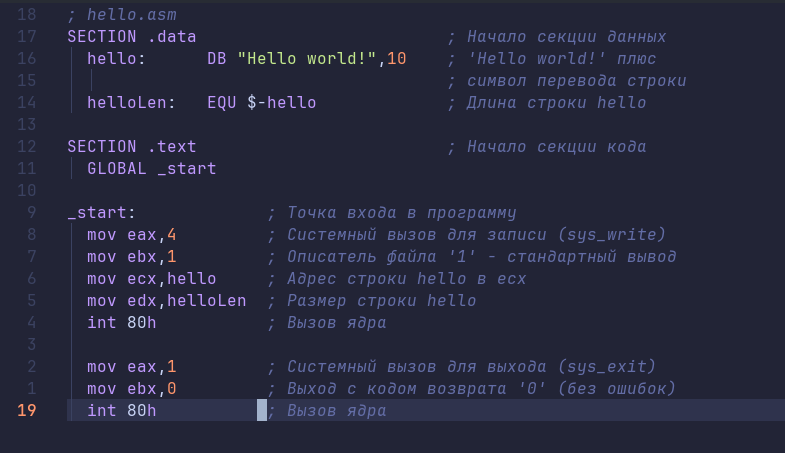 18 ; hello.asm
17 SECTION .data ; Начало секции данных
16 hello: DB "Hello world!",10 ; 'Hello world!' плюс
15 ; символ перевода строки
14 helloLen: EQU $-hello ; Длина строки hello
13
12 SECTION .text ; Начало секции кода
11 GLOBAL _start
10
9 _start: ; Точка входа в программу
8 mov eax,4 ; Системный вызов для записи (sys_write)
7 mov ebx,1 ; Описатель файла '1' - стандартный вывод
6 mov ecx,hello ; Адрес строки hello в ecx
5 mov edx,helloLen ; Размер строки hello
4 int 80h ; Вызов ядра
3
2 mov eax,1 ; Системный вызов для выхода (sys_exit)
1 mov ebx,0 ; Выход с кодом возврата '0' (без ошибок)
19 int 80h ; Вызов ядра